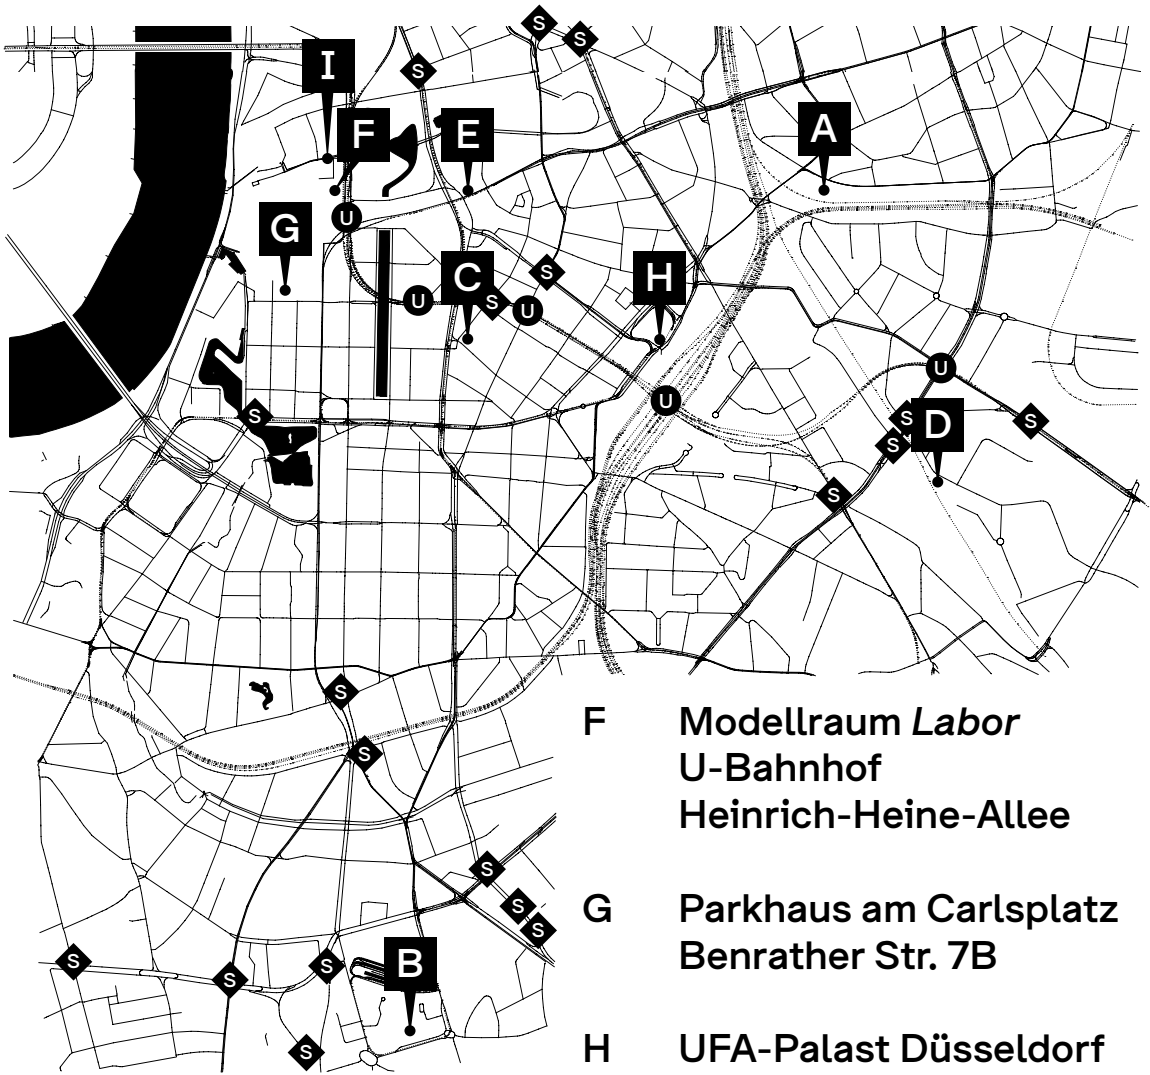 S
S
I
S
F
E
A
U
G
C
S
H
U
S
U
U
S
U
S
D
S
S
S
S
S
F Modellraum Labor
U-Bahnhof
Heinrich-Heine-Allee
S
G Parkhaus am Carlsplatz
Benrather Str. 7B
S
S
S
S
S
B
H UFA-Palast Düsseldorf
S